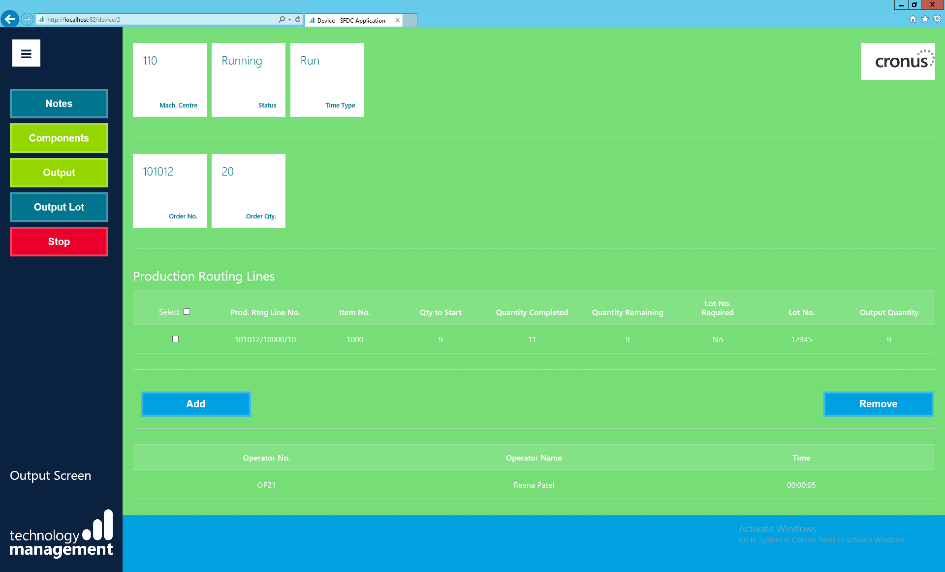 http://localhost:82/device/2
Device - SFDC Application
cronus
110
Mach. Centre
Running
Status
Run
Time Type
Notes
Components
Output
Output Lot
Stop
101012
Order No.
20
Order Qty.
Production Routing Lines
Select Prod. Rtng Line No. Item No. Qty to Start Quantity Completed Quantity Remaining Lot No. Required Lot No. Output Quantity
101012/10000/10 1000 9 11 9 No 12345 9
Add
Remove
Operator No. Operator Name Time
OP21 Reena Patel 00:00:05
Output Screen
technology
management
Activate Windows
Go to System in Control Panel to activate Windows.